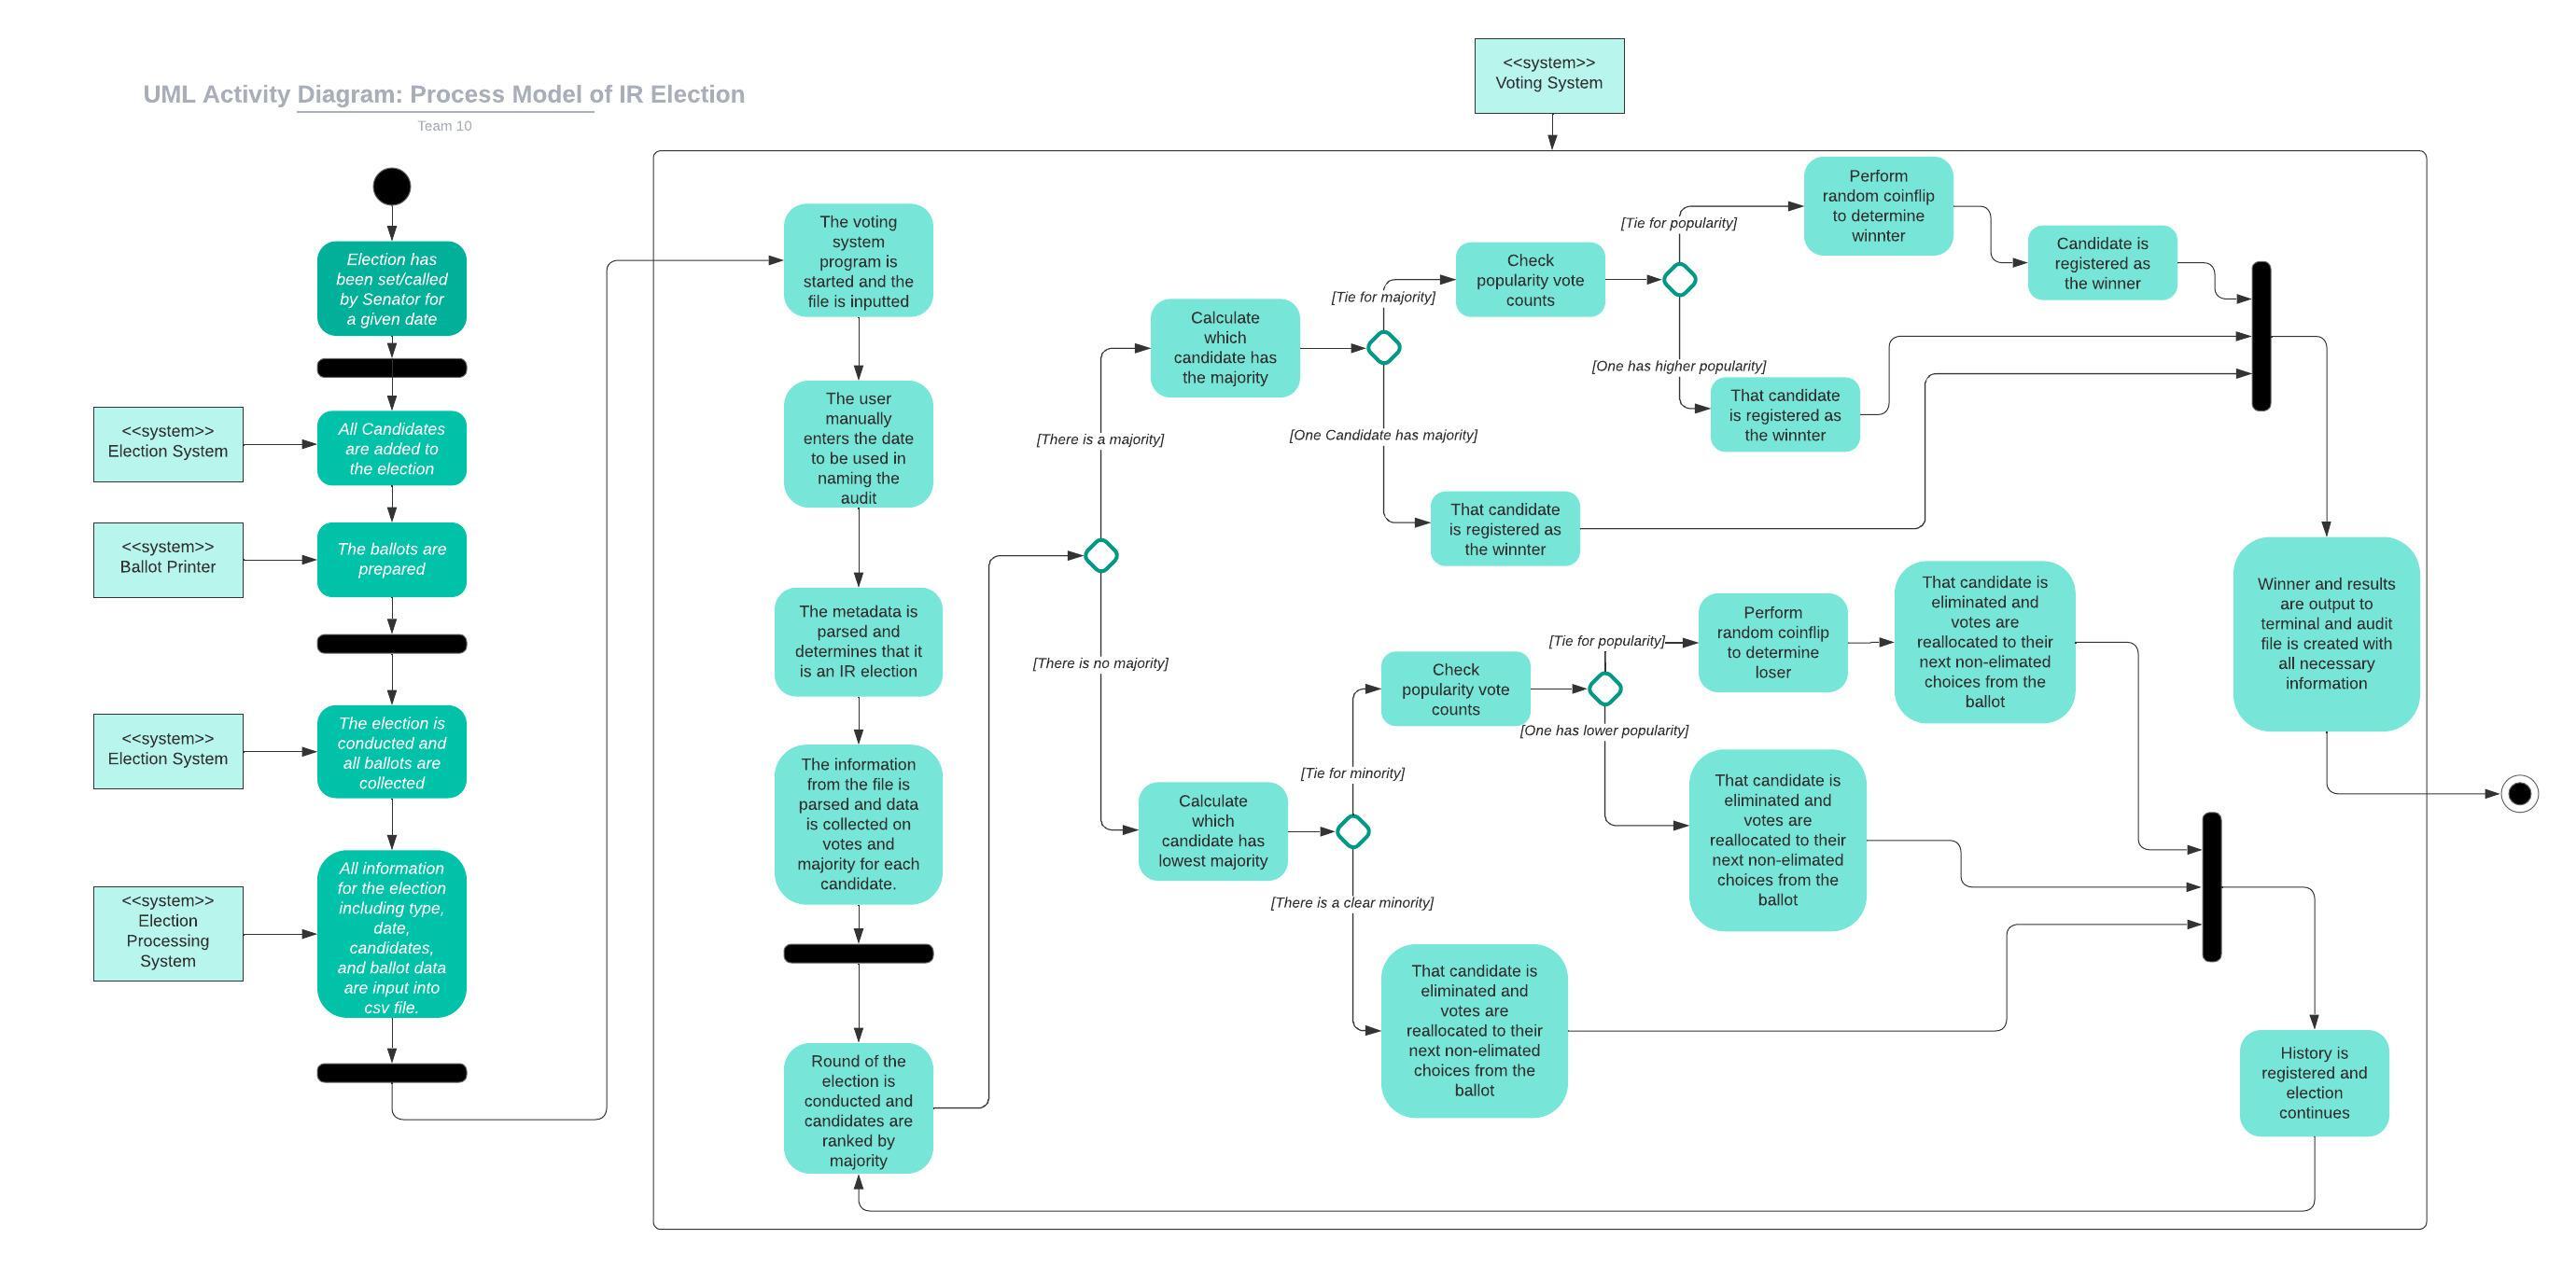 UML Activity Diagram: Process Model of IR Election
Team 10
<<system>>
Voting System
Election has
been set/called
by Senator for
a given date
<<system>>
Election System
All Candidates
are added to
the election
<<system>>
Ballot Printer
The ballots are
prepared
<<system>>
Election System
The election is
conducted and
all ballots are
collected
<<system>>
Election
Processing
System
All information
for the election
including type,
date,
candidates,
and ballot data
are input into
csv file.
The voting
system
program is
started and the
file is inputted
The user
manually
enters the date
to be used in
naming the
audit
The metadata is
parsed and
determines that it
is an IR election
The information
from the file is
parsed and data
is collected on
votes and
majority for each
candidate.
Round of the
election is
conducted and
candidates are
ranked by
majority
[There is a majority]
[There is no majority]
Calculate
which
candidate has
the majority
[Tie for majority]
[One Candidate has majority]
Check
popularity vote
counts
[Tie for popularity]
[One has higher popularity]
Perform
random coinflip
to determine
winnter
Candidate is
registered as
the winner
That candidate
is registered as
the winnter
That candidate
is registered as
the winnter
Winner and results
are output to
terminal and audit
file is created with
all necessary
information
Calculate
which
candidate has
lowest majority
[Tie for minority]
[There is a clear minority]
Check
popularity vote
counts
[Tie for popularity]
[One has lower popularity]
Perform
random coinflip
to determine
loser
That candidate is
eliminated and
votes are
reallocated to their
next non-elimated
choices from the
ballot
That candidate is
eliminated and
votes are
reallocated to their
next non-elimated
choices from the
ballot
That candidate is
eliminated and
votes are
reallocated to their
next non-elimated
choices from the
ballot
History is
registered and
election
continues